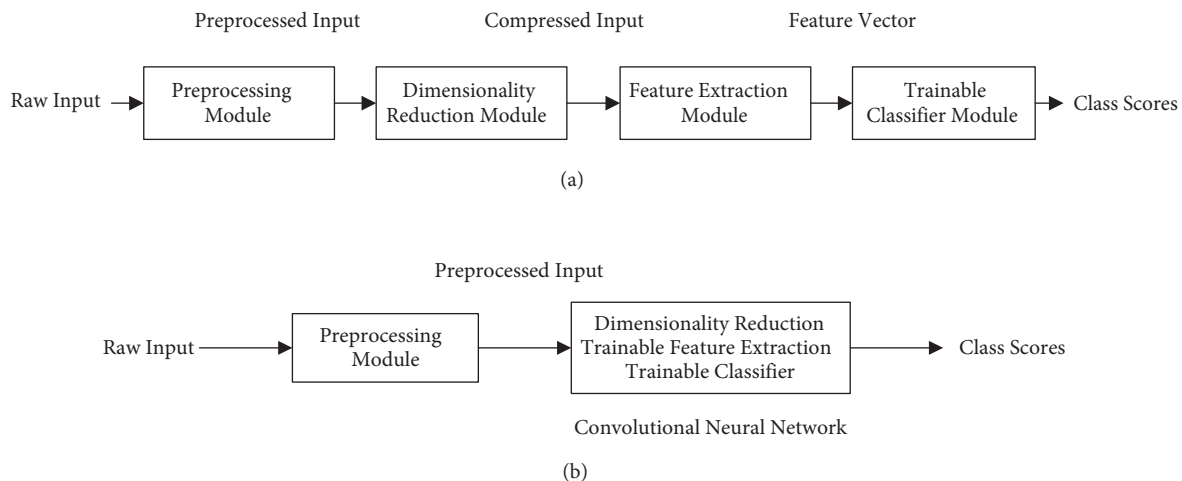 Preprocessed Input
Compressed Input
Feature Vector
Raw Input
Preprocessing
Module
Dimensionality
Reduction Module
Feature Extraction
Module
Trainable
Classifier Module
Class Scores
(a)
Preprocessed Input
Raw Input
Preprocessing
Module
Dimensionality Reduction
Trainable Feature Extraction
Trainable Classifier
Class Scores
Convolutional Neural Network
(b)